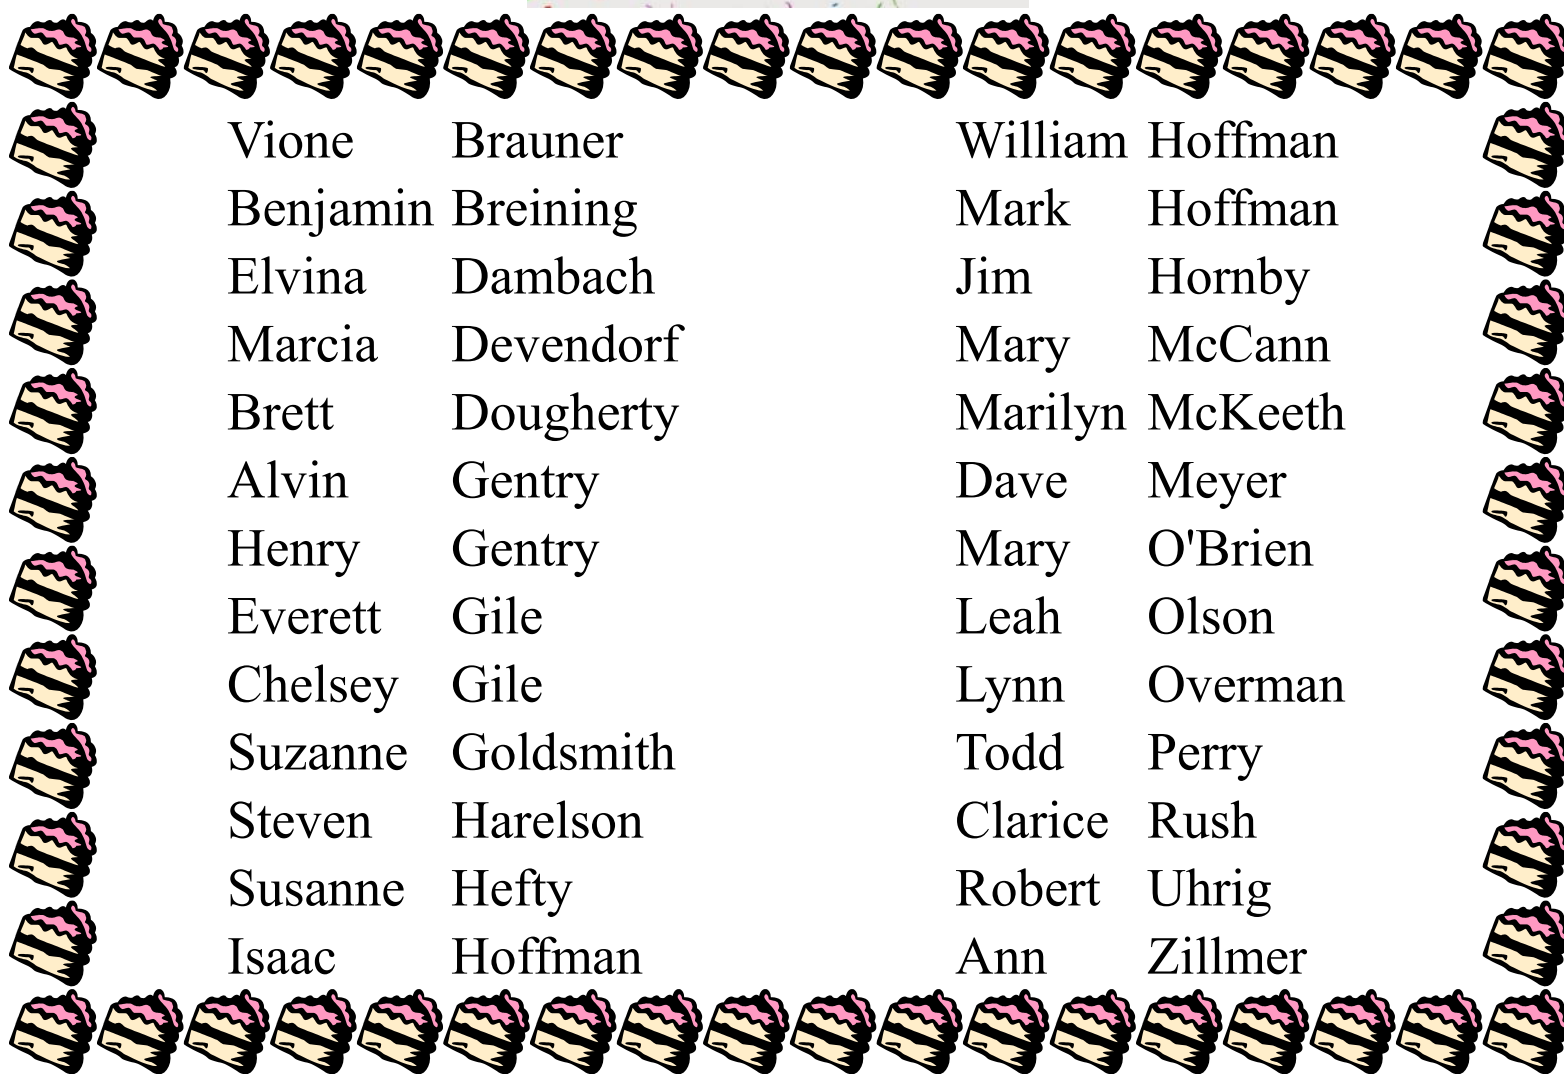 Vione Brauner
Benjamin Breining
Elvina Dambach
Marcia Devendorf
Brett Dougherty
Alvin Gentry
Henry Gentry
Everett Gile
Chelsey Gile
Suzanne Goldsmith
Steven Harelson
Susanne Hefty
Isaac Hoffman
William Hoffman
Mark Hoffman
Jim Hornby
Mary McCann
Marilyn McKeeth
Dave Meyer
Mary O'Brien
Leah Olson
Lynn Overman
Todd Perry
Clarice Rush
Robert Uhrig
Ann Zillmer